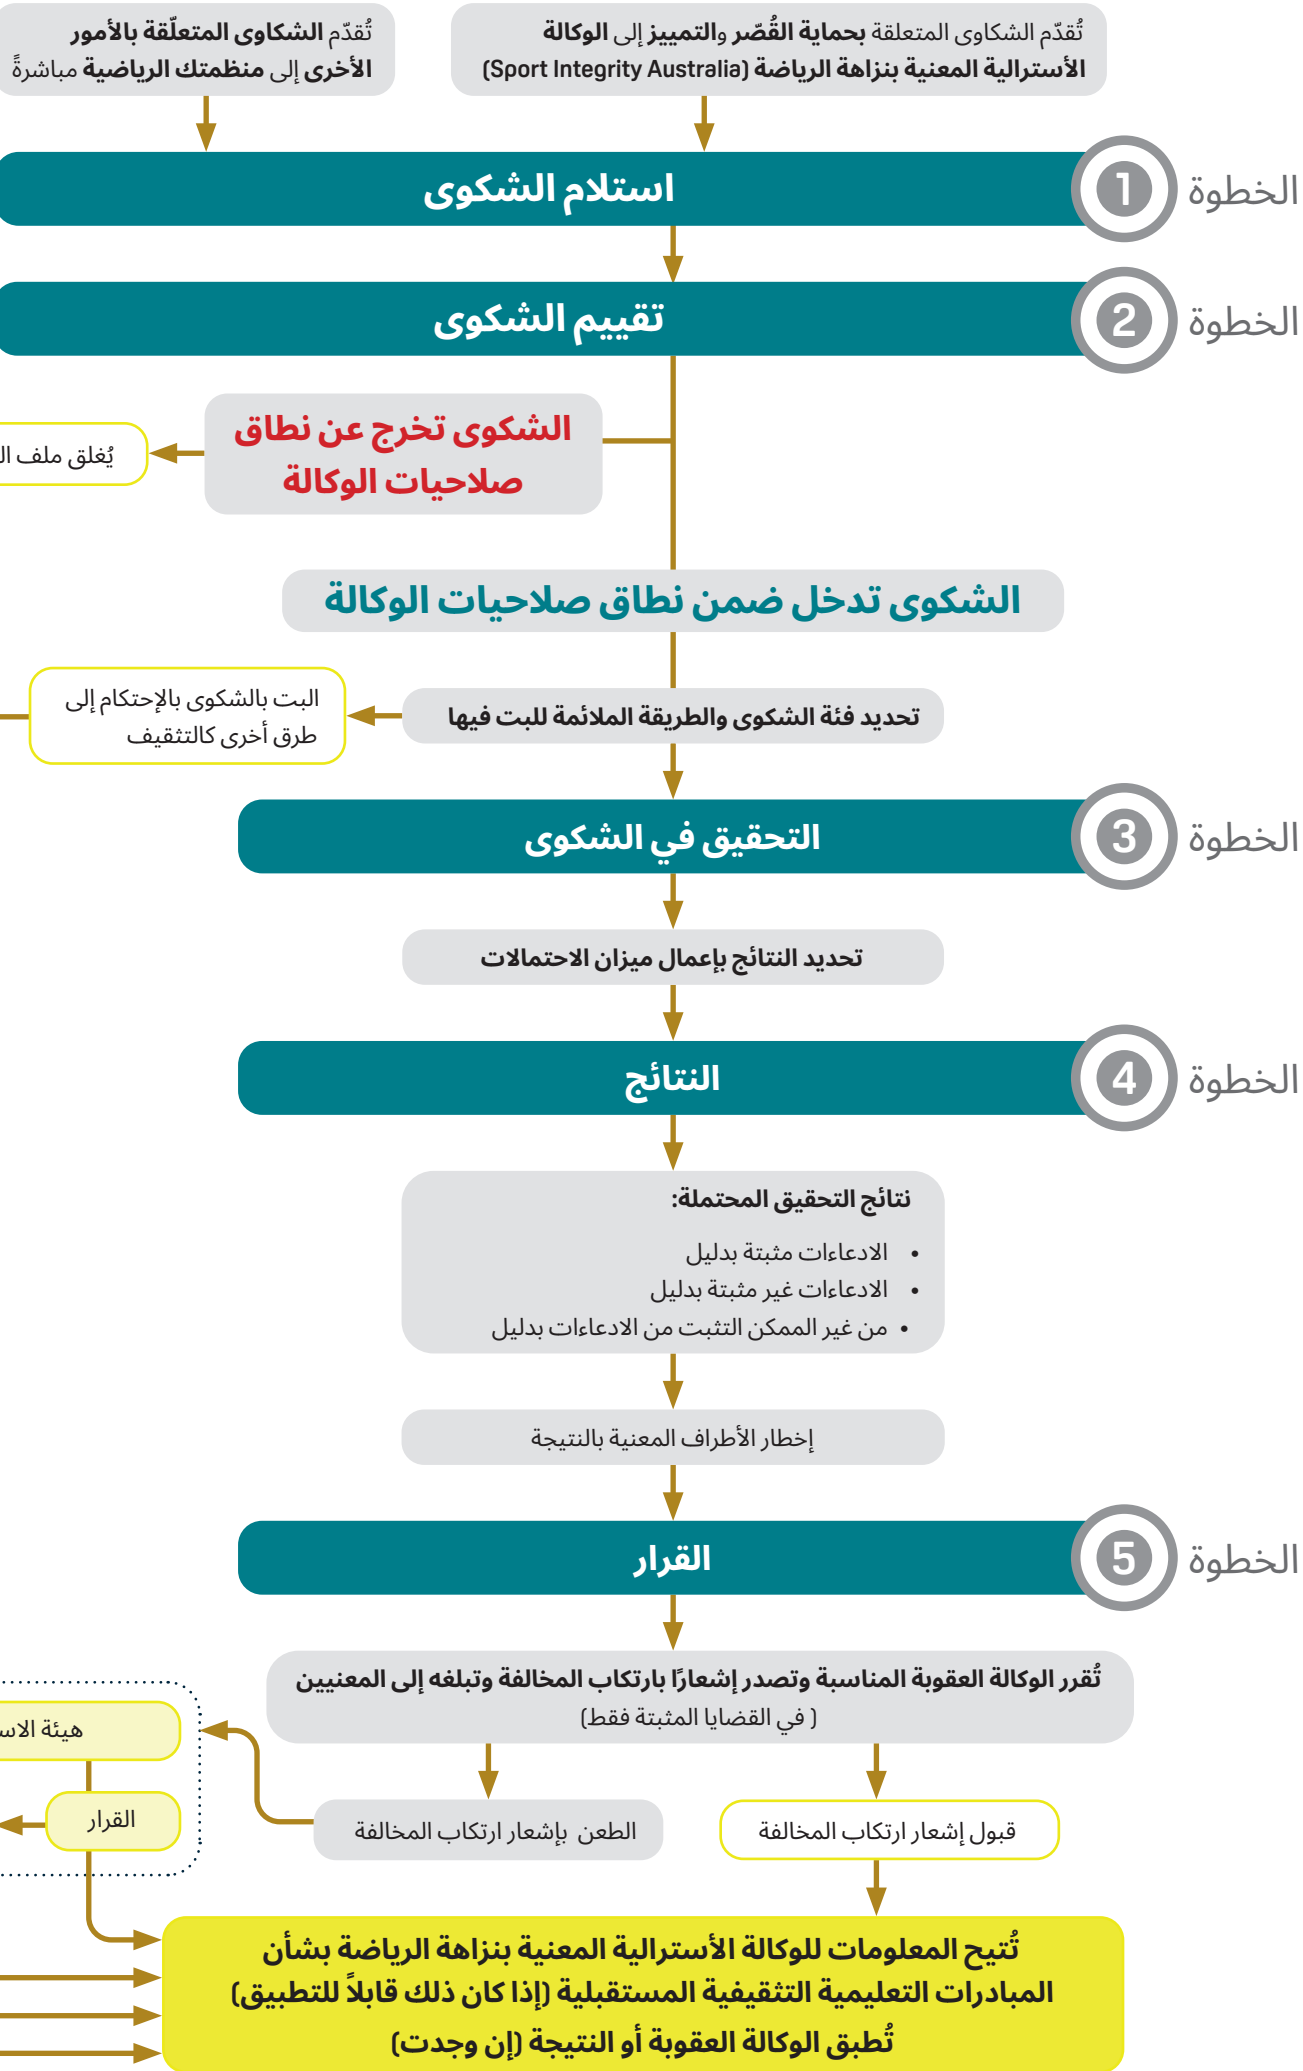 تُقدّم الشكاوى المتعلقة بحماية القُصّر والتمييز إلى الوكالة
الأسترالية المعنية بنزاهة الرياضة (Sport Integrity Australia)
تُقدّم الشكاوى المتعلّقة بالأمور
الأخرى إلى منظمتك الرياضية مباشرةً
الخطوة 1
استلام الشكوى
الخطوة 2
تقييم الشكوى
الشكوى تخرج عن نطاق
صلاحيات الوكالة
يُغلق ملف
الشكوى تدخل ضمن نطاق صلاحيات الوكالة
تحديد فئة الشكوى والطريقة الملائمة للبت فيها
البت بالشكوى بالإحتكام إلى
طرق أخرى كالتثقيف
الخطوة 3
التحقيق في الشكوى
تحديد النتائج بإعمال ميزان الاحتمالات
الخطوة 4
النتائج
نتائج التحقيق المحتملة:
• الادعاءات مثبتة بدليل
• الادعاءات غير مثبتة بدليل
• من غير الممكن التثبت من الادعاءات بدليل
إخطار الأطراف المعنية بالنتيجة
الخطوة 5
القرار
تُقرر الوكالة العقوبة المناسبة وتصدر إشعارًا بارتكاب المخالفة وتبلغه إلى المعنيين
( في القضايا المثبتة فقط)
قبول إشعار ارتكاب المخالفة
الطعن بإشعار ارتكاب المخالفة
هيئة
القرار
تُتيح المعلومات للوكالة الأسترالية المعنية بنزاهة الرياضة بشأن
المبادرات التعليمية التثقيفية المستقبلية (إذا كان ذلك قابلاً للتطبيق)
تُطبق الوكالة العقوبة أو النتيجة (إن وجدت)